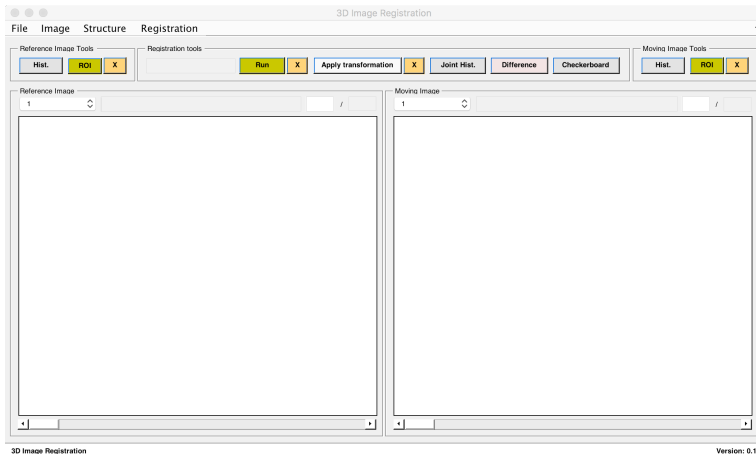 3D Image Registration
File Image Structure Registration
Reference Image Tools Registration tools Moving Image Tools
Hist. ROI X Run X Apply transformation X Joint Hist. Difference Checkerboard Hist. ROI X
Reference Image Moving Image
1 / 1 /
3D Image Registration Version: 0.1